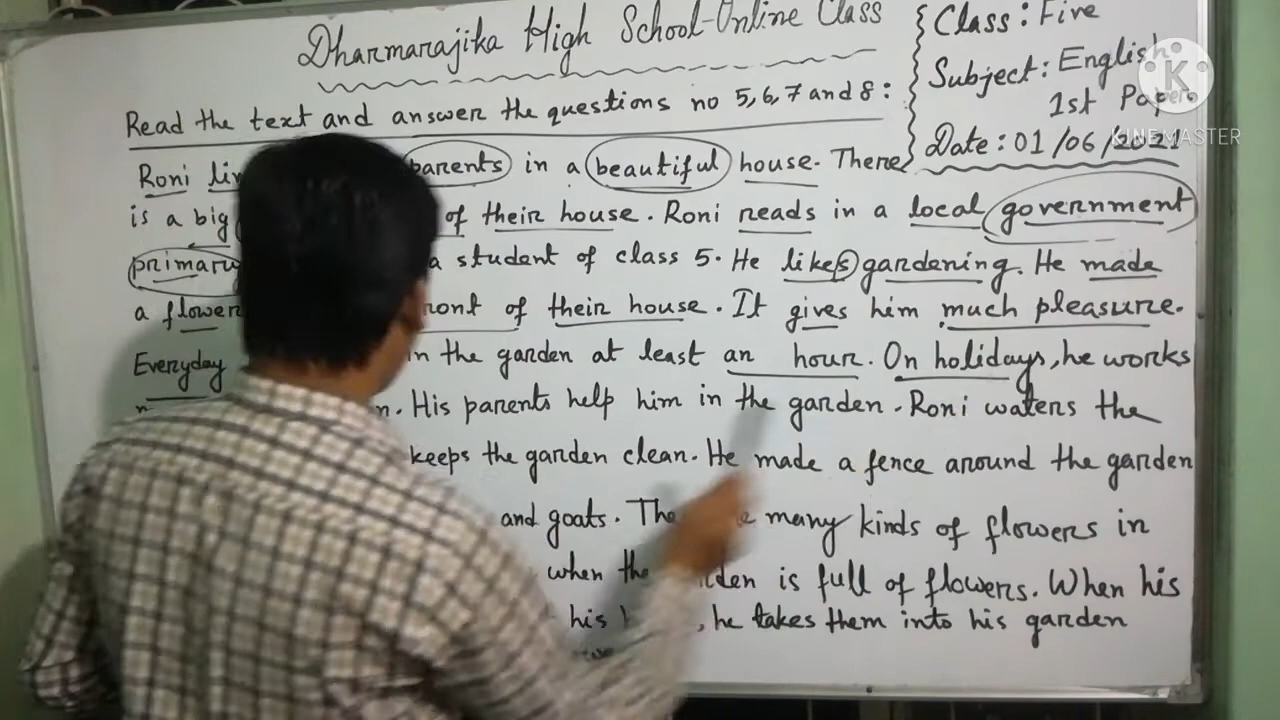 Dharmarajika High School-Online Class
Class: Five
Subject: English
1st Paper
Date: 01/06/2021
KINEMASTER
Read the text and answer the questions no 5, 6, 7 and 8:
Roni parents in a beautiful house. There
is a big of their house. Roni reads in a local government
primary a student of class 5. He likes gardening. He made
a flower of their house. It gives him much pleasure.
Everyday in the garden at least an hour. On holidays, he works
His parents help him in the garden. Roni waters the
keeps the garden clean. He made a fence around the garden
and goats. many kinds of flowers in
when is full of flowers. When his
his , he takes them into his garden